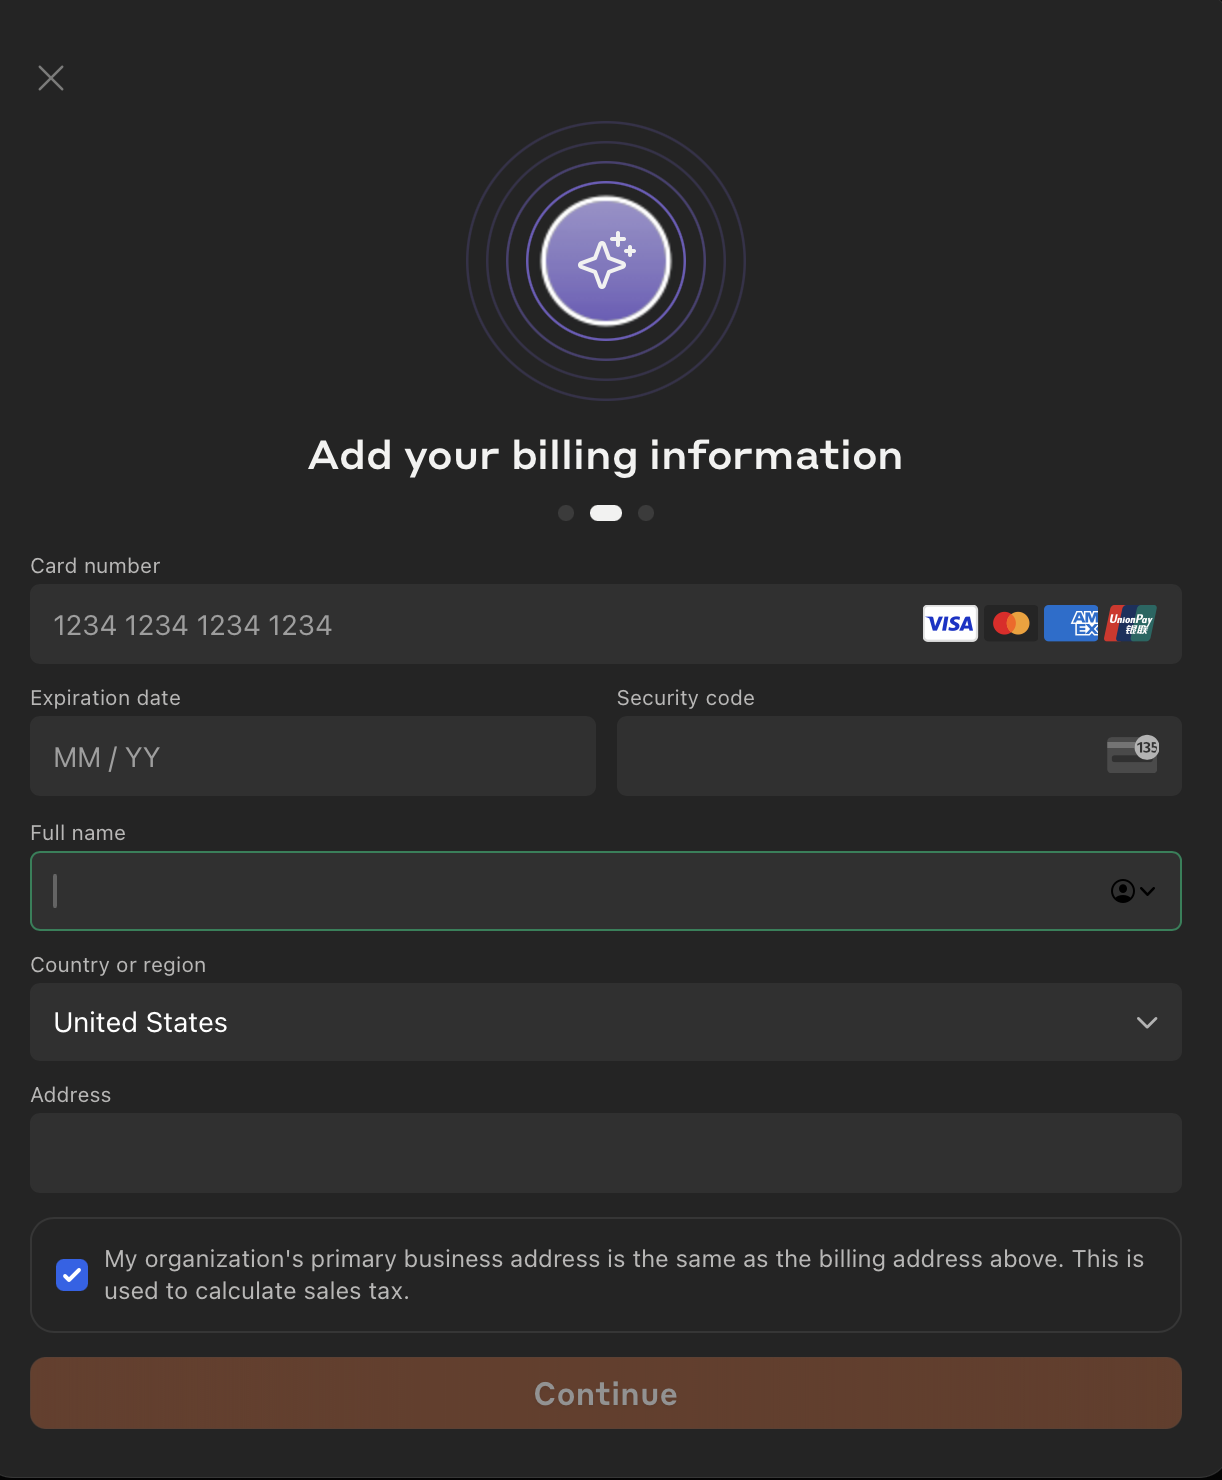 Add your billing information
Card number
1234 1234 1234 1234
VISA
AM
EX
UnionPay
银联
Expiration date
Security code
MM / YY
135
Full name
Country or region
United States
Address
My organization's primary business address is the same as the billing address above. This is
used to calculate sales tax.
Continue